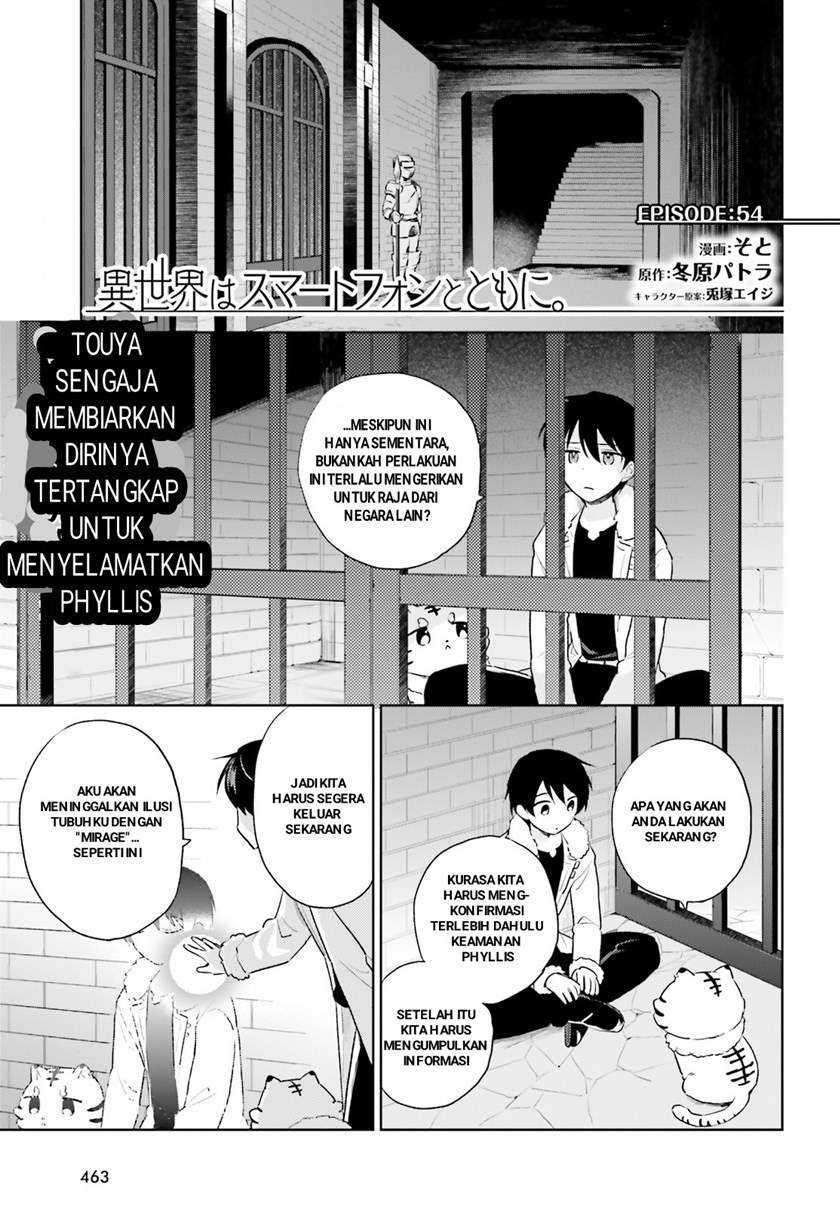 EPISODE:54
漫画:そと
原作:冬原パトラ
キャラクター原案:兎塚エイジ
異世界はスマートフォンとともに。
TOUYA
SENGAJA
MEMBIARKAN
DIRINYA
TERTANGKAP
UNTUK
MENYELAMATKAN
PHYLLIS
...MESKIPUN INI
HANYA SEMENTARA,
BUKANKAH PERLAKUAN
INI TERLALU MENGERIKAN
UNTUK RAJA DARI
NEGARA LAIN?
APA YANG AKAN
ANDA LAKUKAN
SEKARANG?
KURASA KITA
HARUS MENG-
KONFIRMASI
TERLEBIH DAHULU
KEAMANAN
PHYLLIS
SETELAH ITU
KITA HARUS
MENGUMPULKAN
INFORMASI
JADI KITA
HARUS SEGERA
KELUAR
SEKARANG
AKU AKAN
MENINGGALKAN ILUSI
TUBUHKU DENGAN
"MIRAGE"...
SEPERTI INI
463